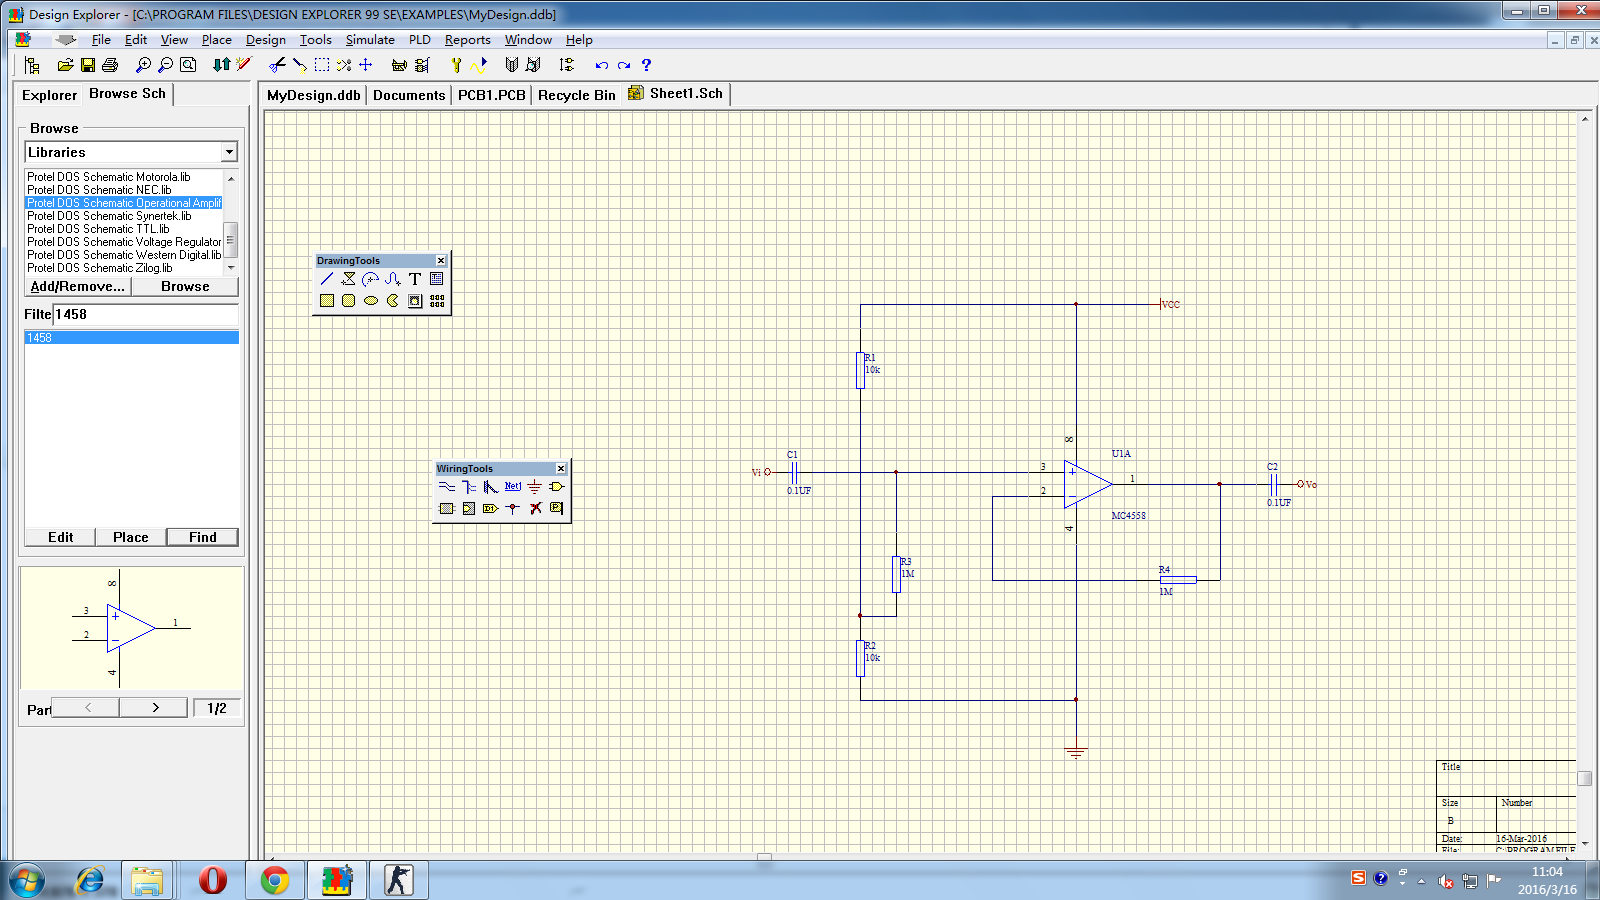 Design Explorer - [C:\PROGRAM FILES\DESIGN EXPLORER 99 SE\EXAMPLES\MyDesign.ddb]
File Edit View Place Design Tools Simulate PLD Reports Window Help
Explorer Browse Sch
MyDesign.ddb Documents PCB1.PCB Recycle Bin Sheet1.Sch
Browse
Libraries
Protel DOS Schematic Motorola.lib
Protel DOS Schematic NEC.lib
Protel DOS Schematic Operational Amplif
Protel DOS Schematic Synertek.lib
Protel DOS Schematic TTL.lib
Protel DOS Schematic Voltage Regulator
Protel DOS Schematic Western Digital.lib
Protel DOS Schematic Zilog.lib
Add/Remove... Browse
Filte 1458
1458
Edit Place Find
8
3
+
1
2
−
4
Part < > 1/2
DrawingTools
T
WiringTools
Net1
D1
P
VCC
R1
10k
8
Vi
C1
0.1UF
3
+
2
−
U1A
1
MC4558
4
C2
0.1UF
Vo
R3
1M
R4
1M
R2
10k
Title
Size Number
B
Date: 16-Mar-2016
File: C:\PROGRAM FILE
S
11:04
2016/3/16